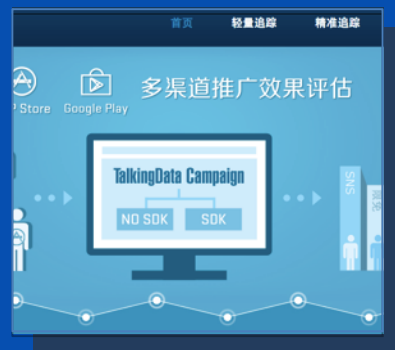 首页 轻量追踪 精准追踪
多渠道推广效果评估
Store Google Play
TalkingData Campaign
NO SDK SDK
SNS